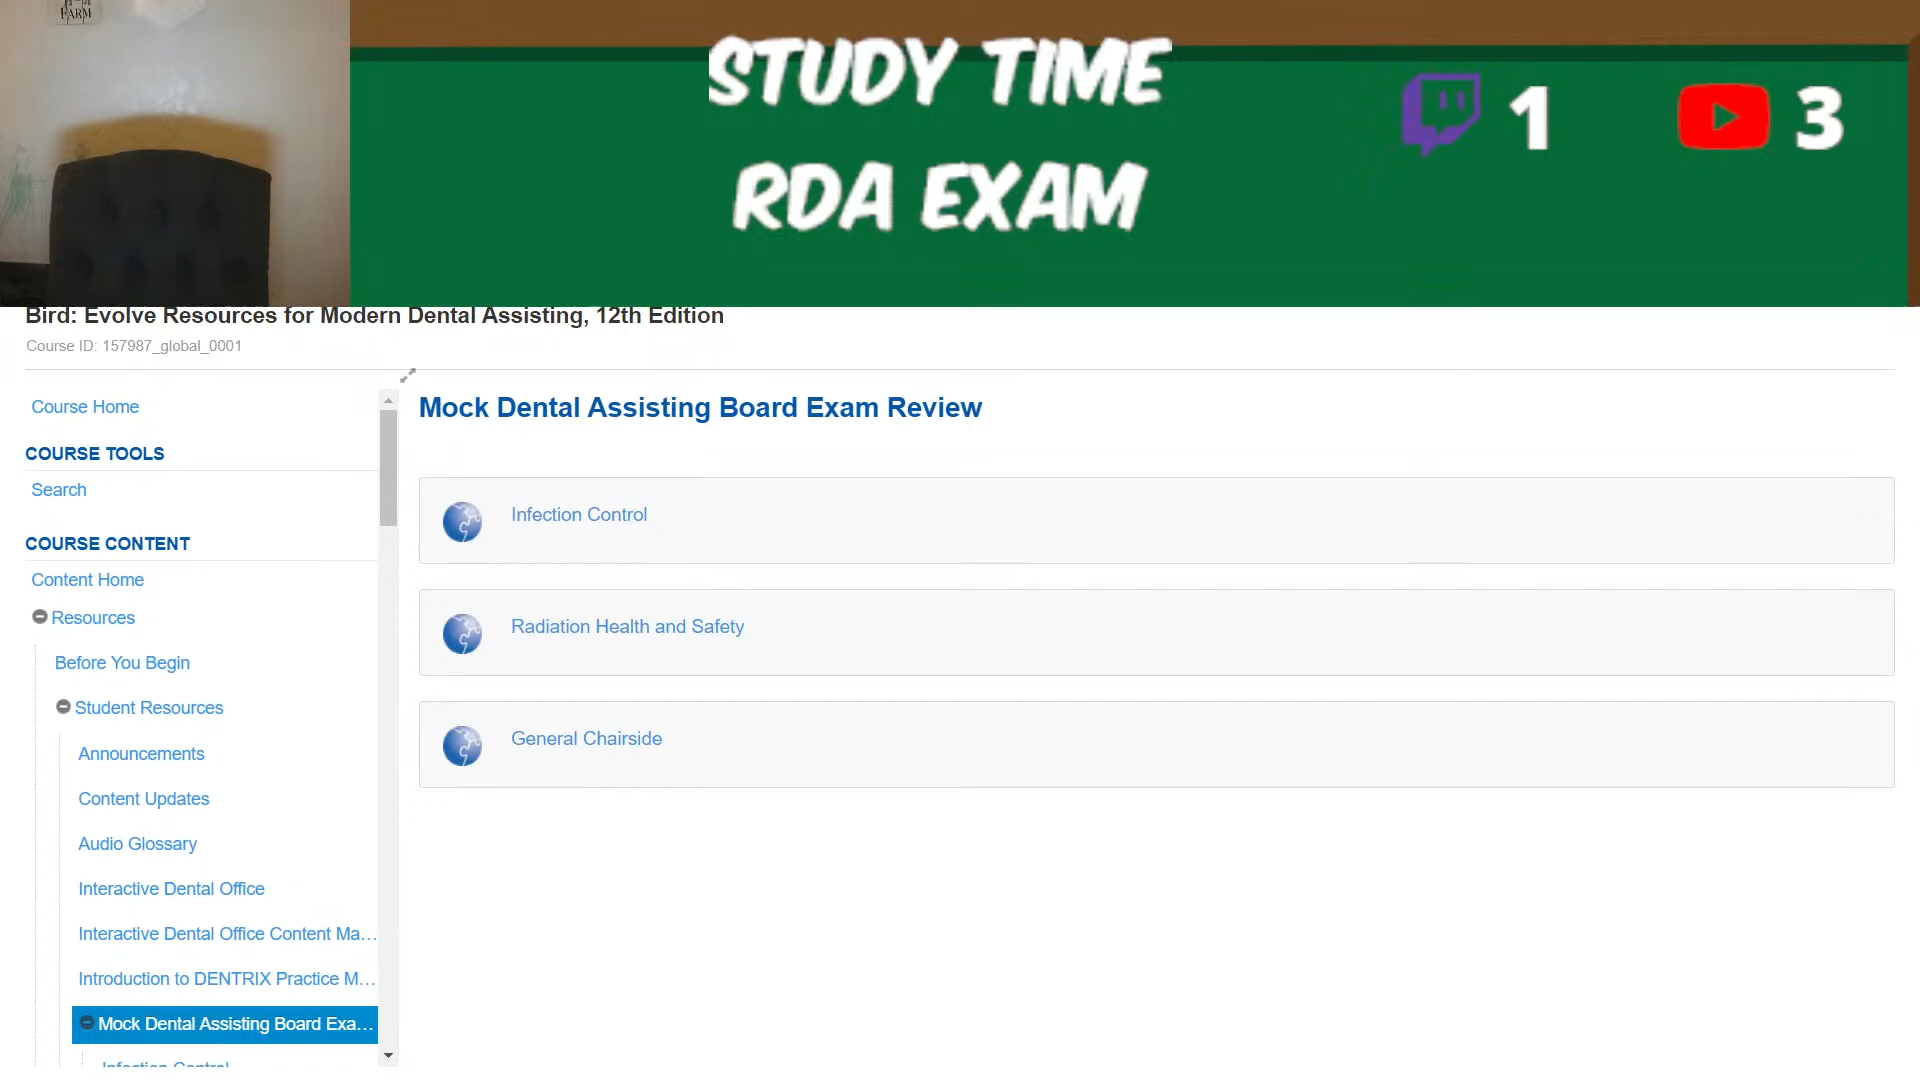 FARM
STUDY TIME
RDA EXAM
1
3
Bird: Evolve Resources for Modern Dental Assisting, 12th Edition
Course ID: 157987_global_0001
Course Home
COURSE TOOLS
Search
COURSE CONTENT
Content Home
Resources
Before You Begin
Student Resources
Announcements
Content Updates
Audio Glossary
Interactive Dental Office
Interactive Dental Office Content Ma...
Introduction to DENTRIX Practice M...
Mock Dental Assisting Board Exa...
Infection Control
Mock Dental Assisting Board Exam Review
Infection Control
Radiation Health and Safety
General Chairside